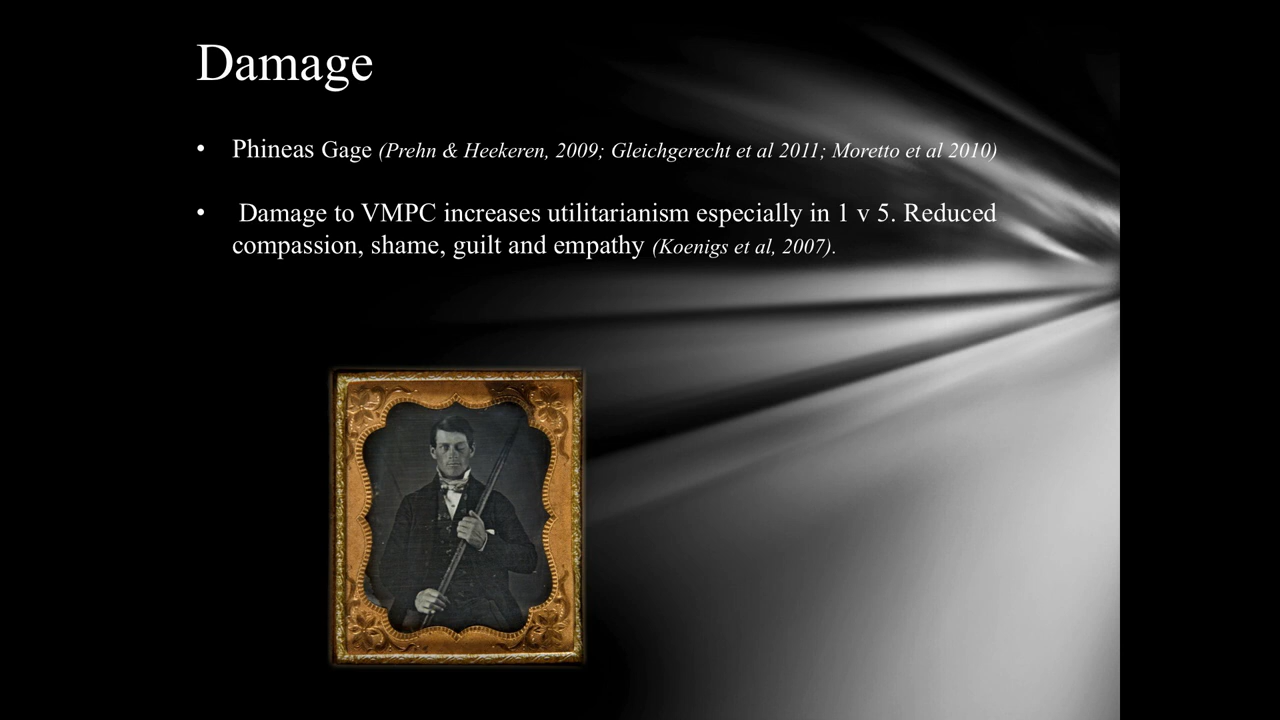 Damage
• Phineas Gage (Prehn & Heekeren, 2009; Gleichgerecht et al 2011; Moretto et al 2010)
• Damage to VMPC increases utilitarianism especially in 1 v 5. Reduced
compassion, shame, guilt and empathy (Koenigs et al, 2007).